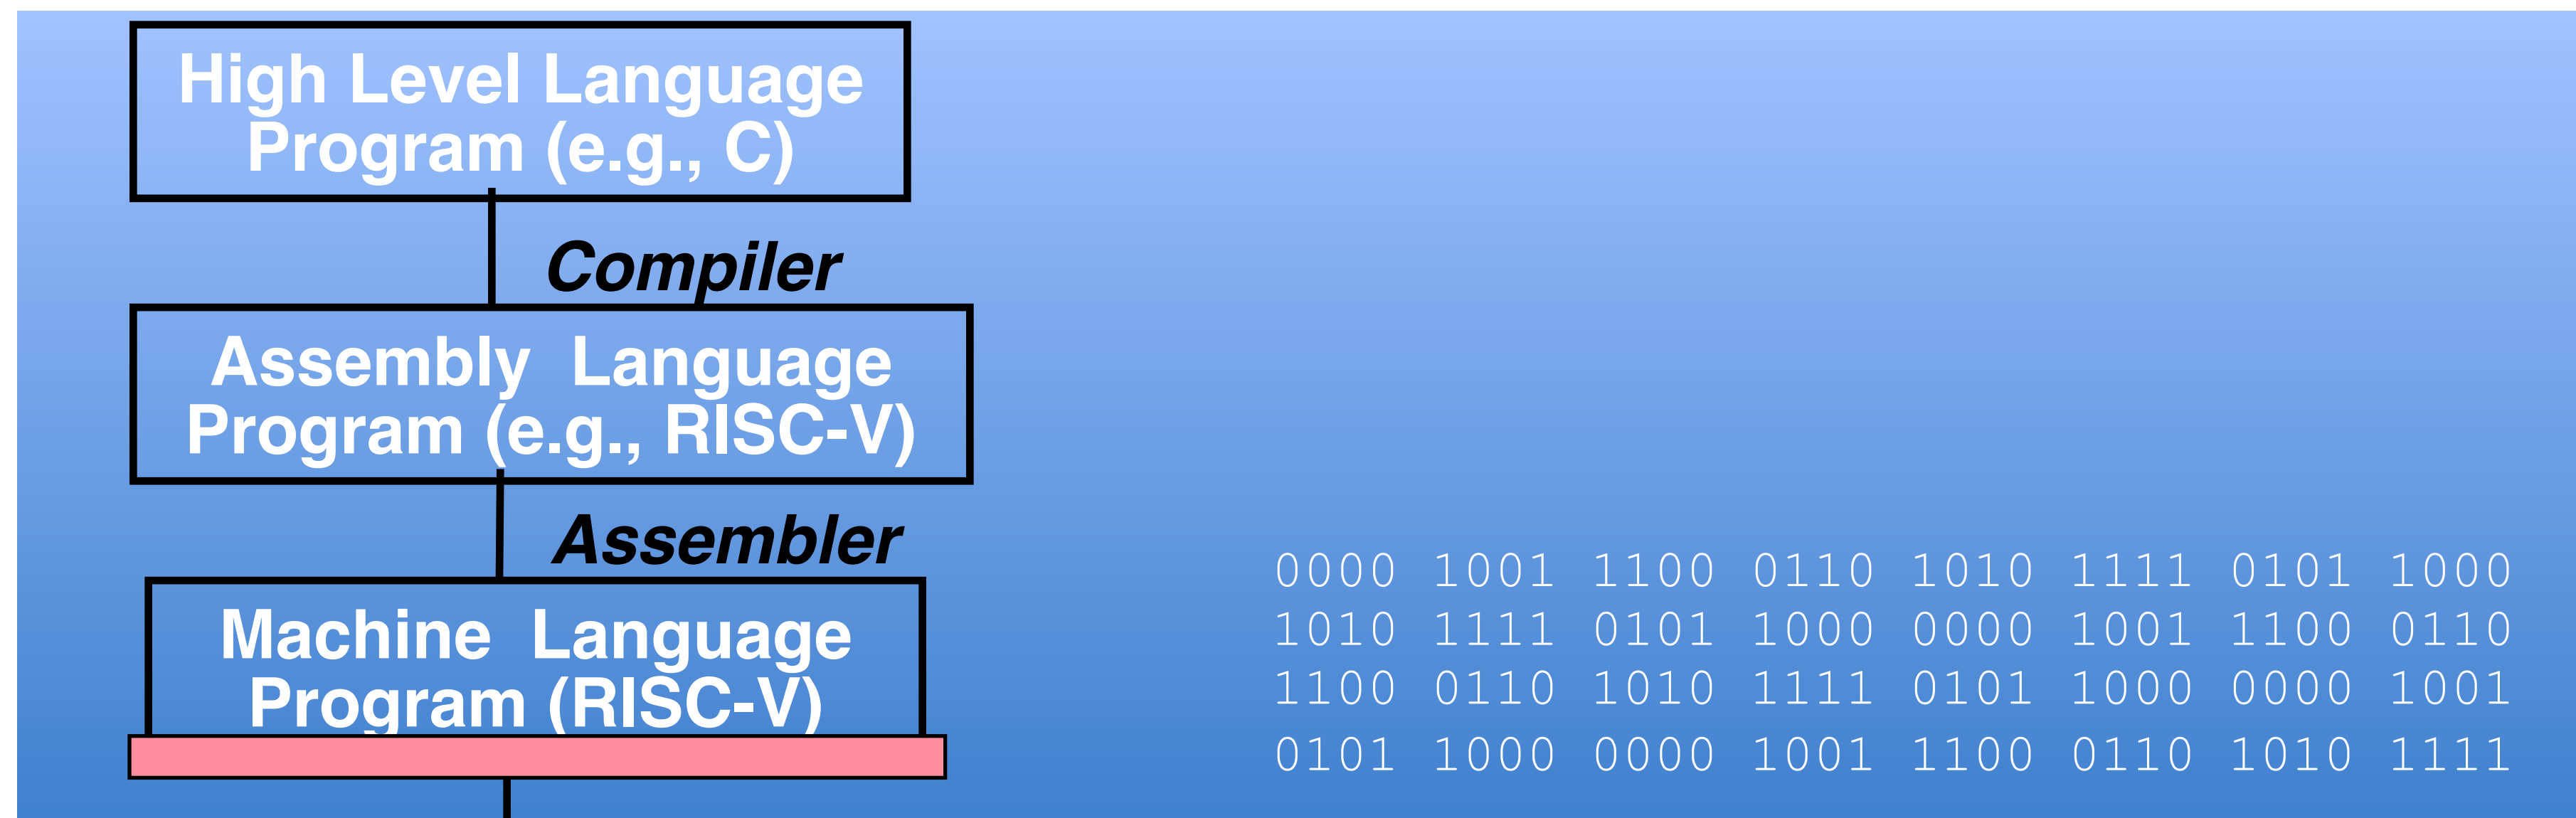 High Level Language
Program (e.g., C)
Compiler
Assembly Language
Program (e.g., RISC-V)
Assembler
Machine Language
Program (RISC-V)
0000 1001 1100 0110 1010 1111 0101 1000
1010 1111 0101 1000 0000 1001 1100 0110
1100 0110 1010 1111 0101 1000 0000 1001
0101 1000 0000 1001 1100 0110 1010 1111